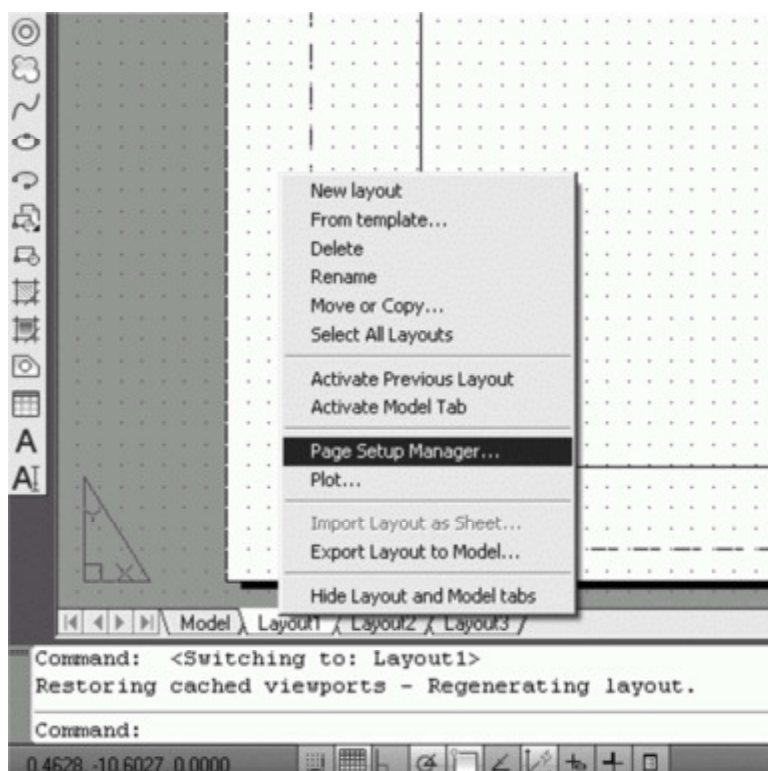 New layout
From template...
Delete
Rename
Move or Copy...
Select All Layouts
Activate Previous Layout
Activate Model Tab
Page Setup Manager...
Plot...
Import Layout as Sheet...
Export Layout to Model...
Hide Layout and Model tabs
A
A
Y
X
Model Layout1 Layout2 Layout3
Command: <Switching to: Layout1>
Restoring cached viewports - Regenerating layout.
Command:
0.4628, -10.6027, 0.0000